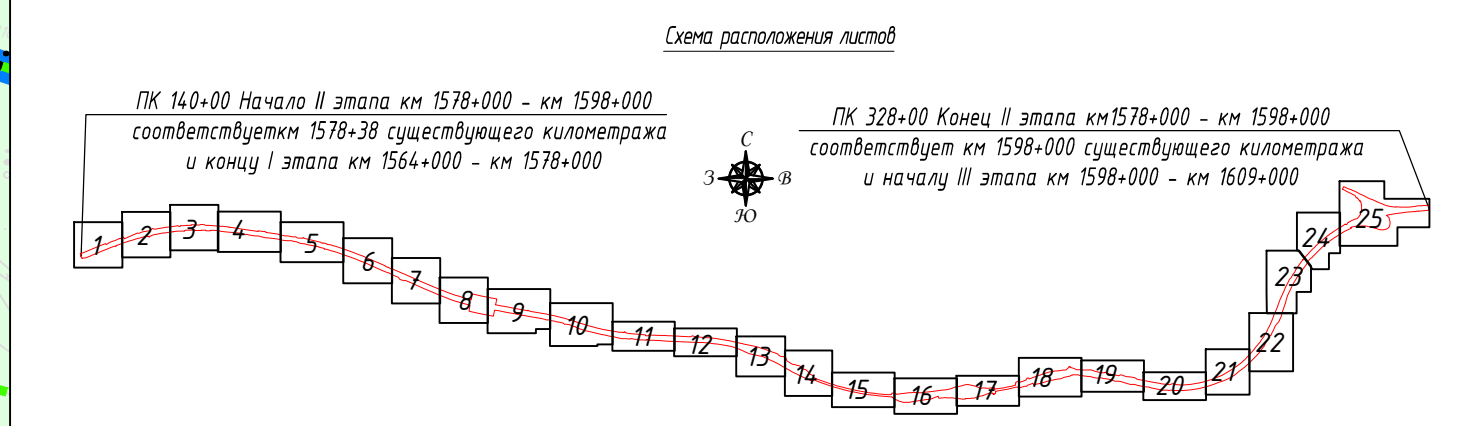 Схема расположения листов
ПК 140+00 Начало II этапа км 1578+000 - км 1598+000
соответствуеткм 1578+38 существующего километража
и концу I этапа км 1564+000 - км 1578+000
ПК 328+00 Конец II этапа км1578+000 - км 1598+000
соответствует км 1598+000 существующего километража
и началу III этапа км 1598+000 - км 1609+000
С
З
В
Ю
1
2
3
4
5
6
7
8
9
10
11
12
13
14
15
16
17
18
19
20
21
22
23
24
25